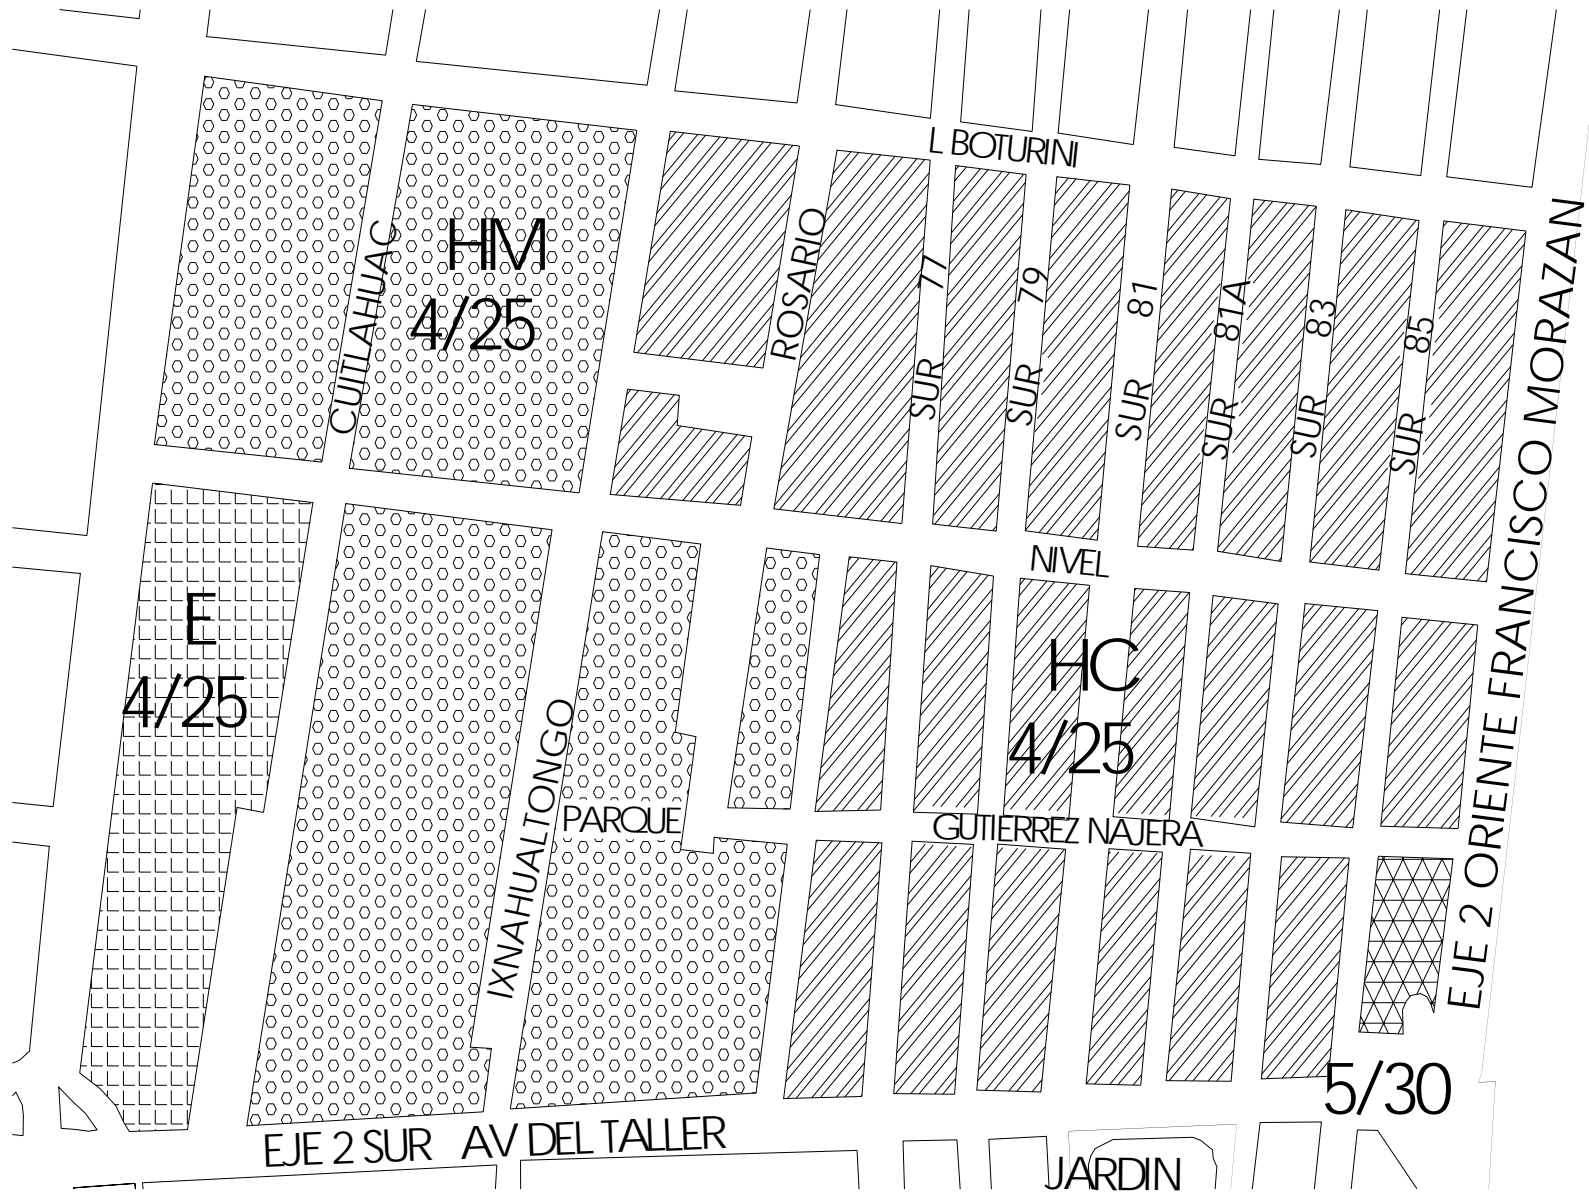 L BOTURINI
CUITLAHUAC
HM
4/25
ROSARIO
SUR 77
SUR 79
SUR 81
SUR 81A
SUR 83
SUR 85
EJE 2 ORIENTE FRANCISCO MORAZAN
NIVEL
E
4/25
HC
4/25
IXNAHUALTONGO
PARQUE
GUTIERREZ NAJERA
5/30
EJE 2 SUR AV DEL TALLER
JARDIN